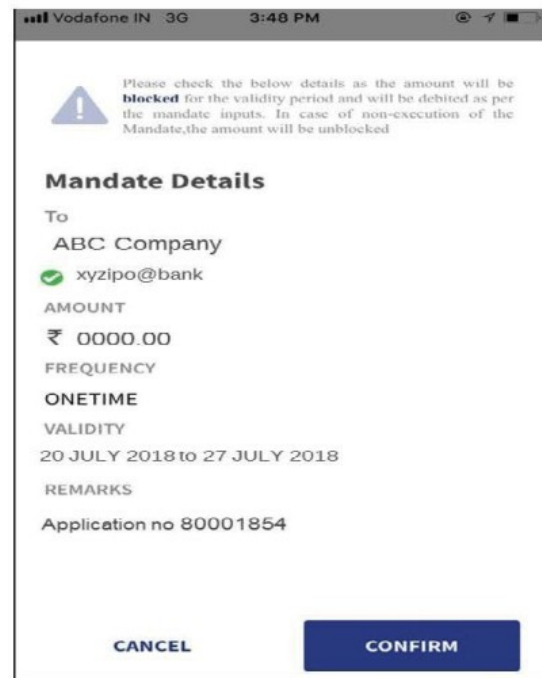 Vodafone IN 3G 3:48 PM
Please check the below details as the amount will be
blocked for the validity period and will be debited as per
the mandate inputs. In case of non-execution of the
Mandate,the amount will be unblocked
Mandate Details
To
ABC Company
xyzipo@bank
AMOUNT
₹ 0000.00
FREQUENCY
ONETIME
VALIDITY
20 JULY 2018 to 27 JULY 2018
REMARKS
Application no 80001854
CANCEL CONFIRM